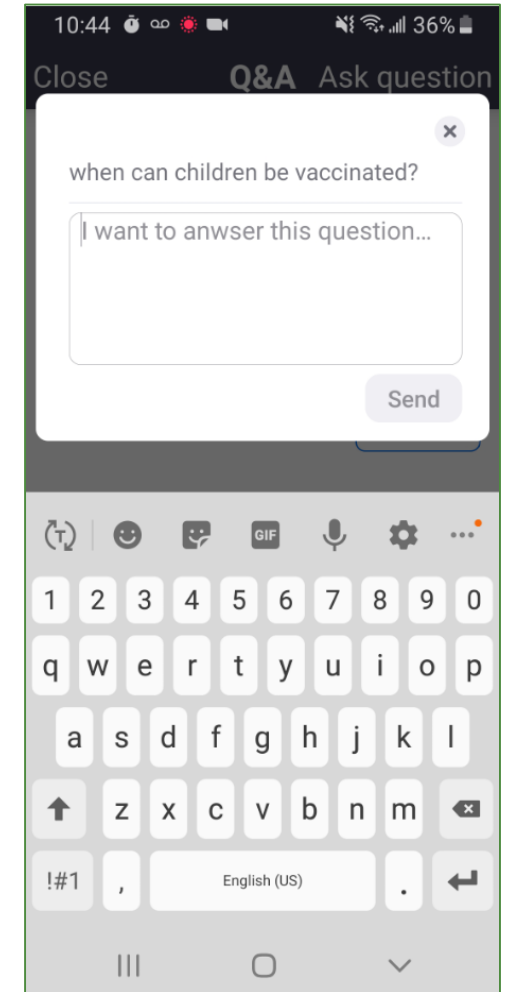 10:44 36%
Close Q&A Ask question
when can children be vaccinated?
I want to anwser this question...
Send
GIF
1 2 3 4 5 6 7 8 9 0
q w e r t y u i o p
a s d f g h j k l
z x c v b n m
!#1 , English (US) .